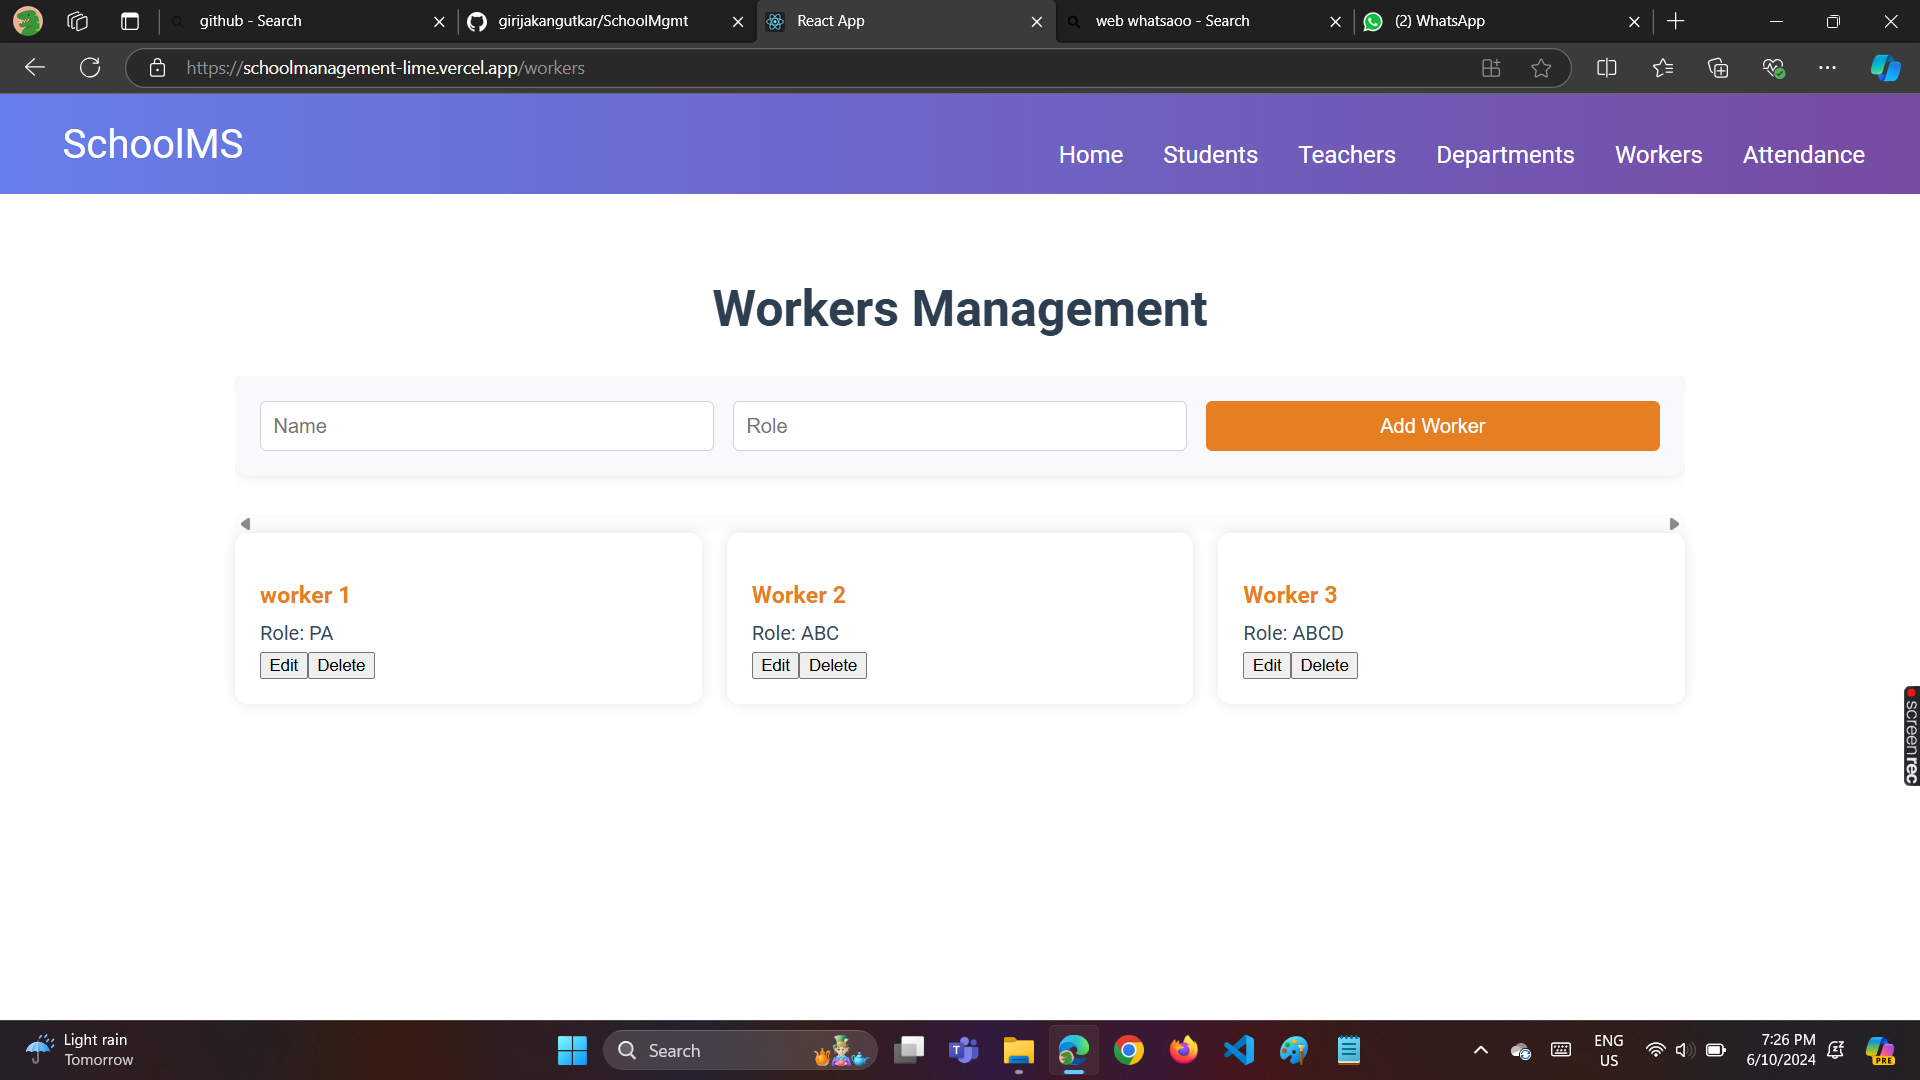 github - Search
girijakangutkar/SchoolMgmt
React App
web whatsaoo - Search
(2) WhatsApp
https://schoolmanagement-lime.vercel.app/workers
SchoolMS
Home Students Teachers Departments Workers Attendance
Workers Management
Name
Role
Add Worker
worker 1
Role: PA
Edit Delete
Worker 2
Role: ABC
Edit Delete
Worker 3
Role: ABCD
Edit Delete
screenrec
Light rain
Tomorrow
Search
ENG
US
7:26 PM
6/10/2024
PRE